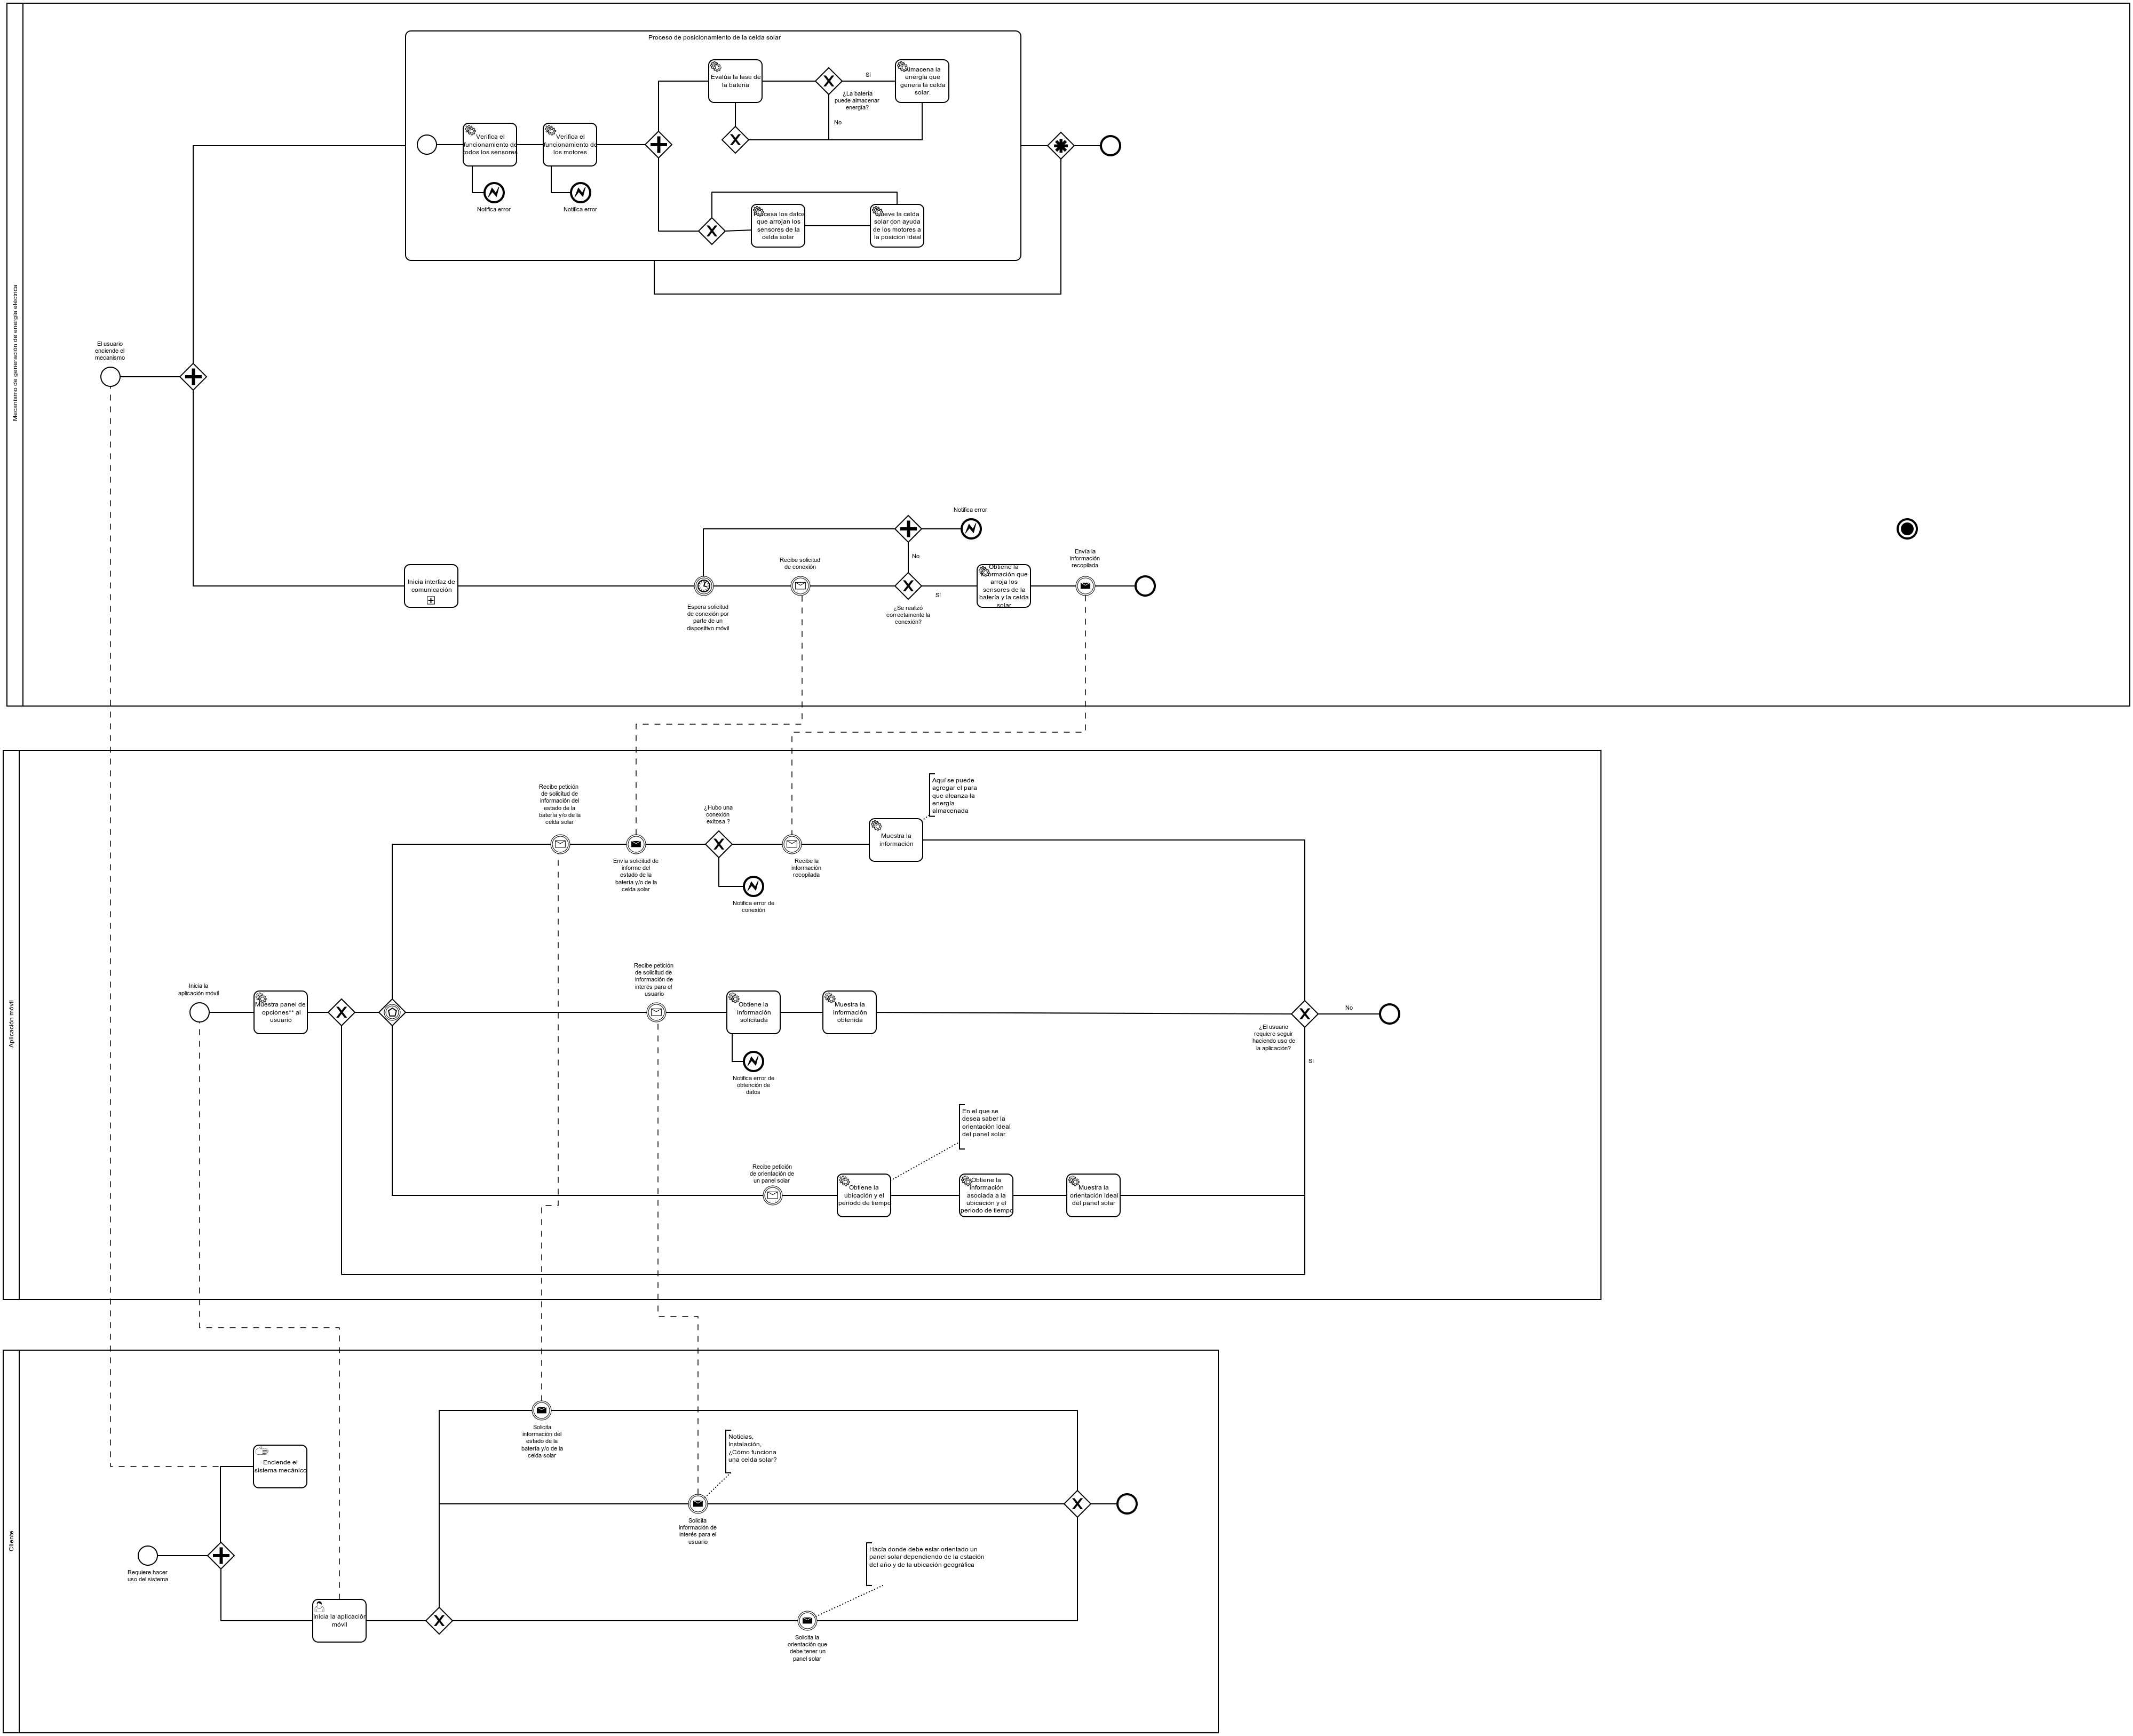 Mecanismo de generación de energía eléctrica
Proceso de posicionamiento de la celda solar
Evalúa la fase de
la bateria
Sí
¿La batería
puede almacenar
energía?
No
Almacena la
energía que
genera la celda
solar.
Verifica el
funcionamiento de
todos los sensores
Verifica el
funcionamiento de
los motores
Notifica error
Notifica error
Procesa los datos
que arrojan los
sensores de la
celda solar
Mueve la celda
solar con ayuda
de los motores a
la posición ideal
El usuario
enciende el
mecanismo
Inicia interfaz de
comunicación
Espera solicitud
de conexión por
parte de un
dispositivo móvil
Recibe solicitud
de conexión
Notifica error
No
¿Se realizó
correctamente la
conexión?
Sí
Obtiene la
información que
arroja los
sensores de la
batería y la celda
solar
Envía la
información
recopilada
Aplicación móvil
Recibe petición
de solicitud de
información del
estado de la
batería y/o de la
celda solar
Envía solicitud de
informe del
estado de la
batería y/o de la
celda solar
¿Hubo una
conexión
exitosa ?
Notifica error de
conexión
Recibe la
información
recopilada
Muestra la
información
Aquí se puede
agregar el para
que alcanza la
energía
almacenada
Inicia la
aplicación móvil
Muestra panel de
opciones** al
usuario
Recibe petición
de solicitud de
información de
interés para el
usuario
Obtiene la
información
solicitada
Muestra la
información
obtenida
Notifica error de
obtención de
datos
¿El usuario
requiere seguir
haciendo uso de
la aplicación?
No
Sí
En el que se
desea saber la
orientación ideal
del panel solar
Recibe petición
de orientación de
un panel solar
Obtiene la
ubicación y el
periodo de tiempo
Obtiene la
información
asociada a la
ubicación y el
periodo de tiempo
Muestra la
orientación ideal
del panel solar
Cliente
Solicita
información del
estado de la
batería y/o de la
celda solar
Noticias,
Instalación,
¿Cómo funciona
una celda solar?
Enciende el
sistema mecánico
Solicita
información de
interés para el
usuario
Requiere hacer
uso del sistema
Hacía donde debe estar orientado un
panel solar dependiendo de la estación
del año y de la ubicación geográfica
Inicia la aplicación
móvil
Solicita la
orientación que
debe tener un
panel solar